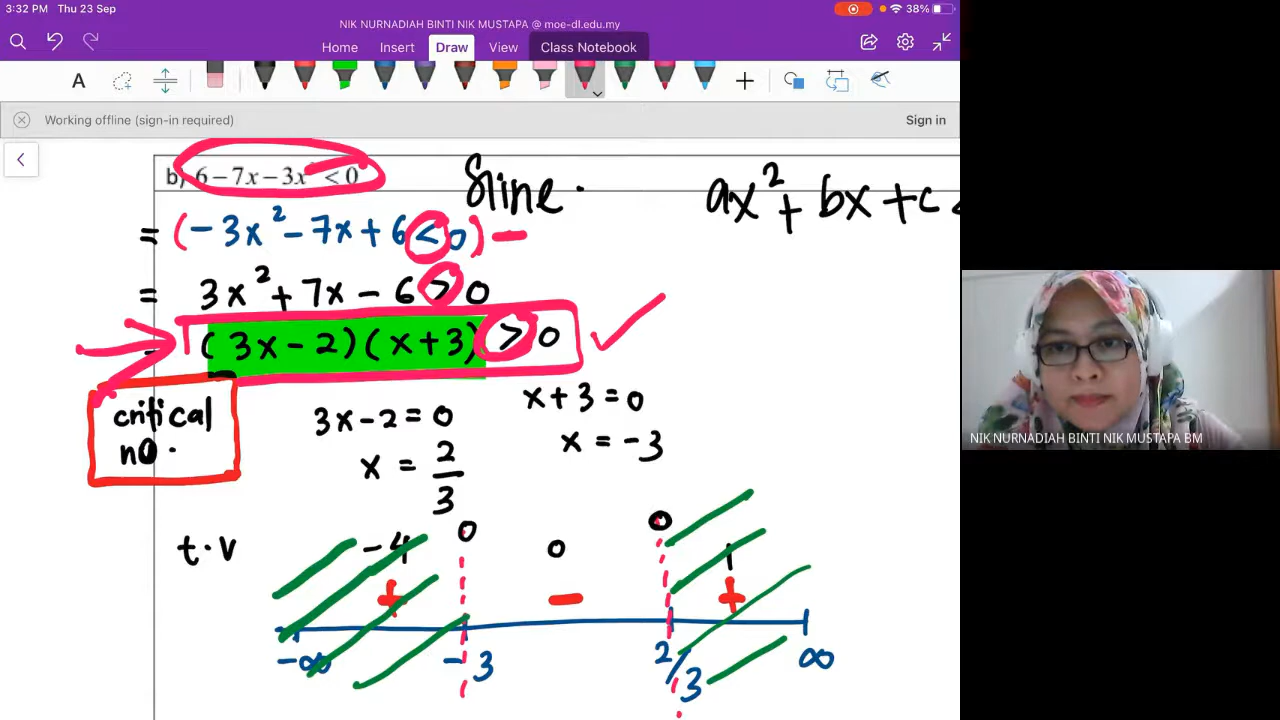 3:32 PM Thu 23 Sep
38%
NIK NURNADIAH BINTI NIK MUSTAPA @ moe-dl.edu.my
Home Insert Draw View Class Notebook
A
Working offline (sign-in required) Sign in
b) 6 – 7x – 3x < 0
Sline. ax² + bx + c <
= (-3x² - 7x + 6 < 0) -
= 3x² + 7x - 6 > 0
(3x - 2)(x + 3) > 0 ✓
critical
no.
3x - 2 = 0
x + 3 = 0
x = 2/3
x = -3
0 0
t.v -4 0 1
+ - +
-∞ -3 2/3 ∞
NIK NURNADIAH BINTI NIK MUSTAPA BM